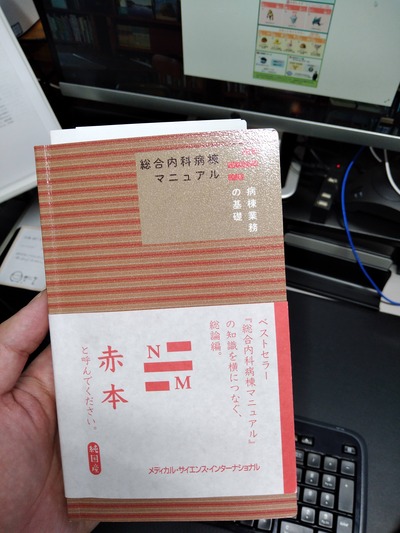 総合内科病棟
マニュアル
病棟業務
の基礎
ベストセラー
『総合内科病棟マニュアル』
の知識を横につなぐ、
総論編。
N
M
赤本
と呼んでください。
純国産
メディカル・サイエンス・インターナショナル